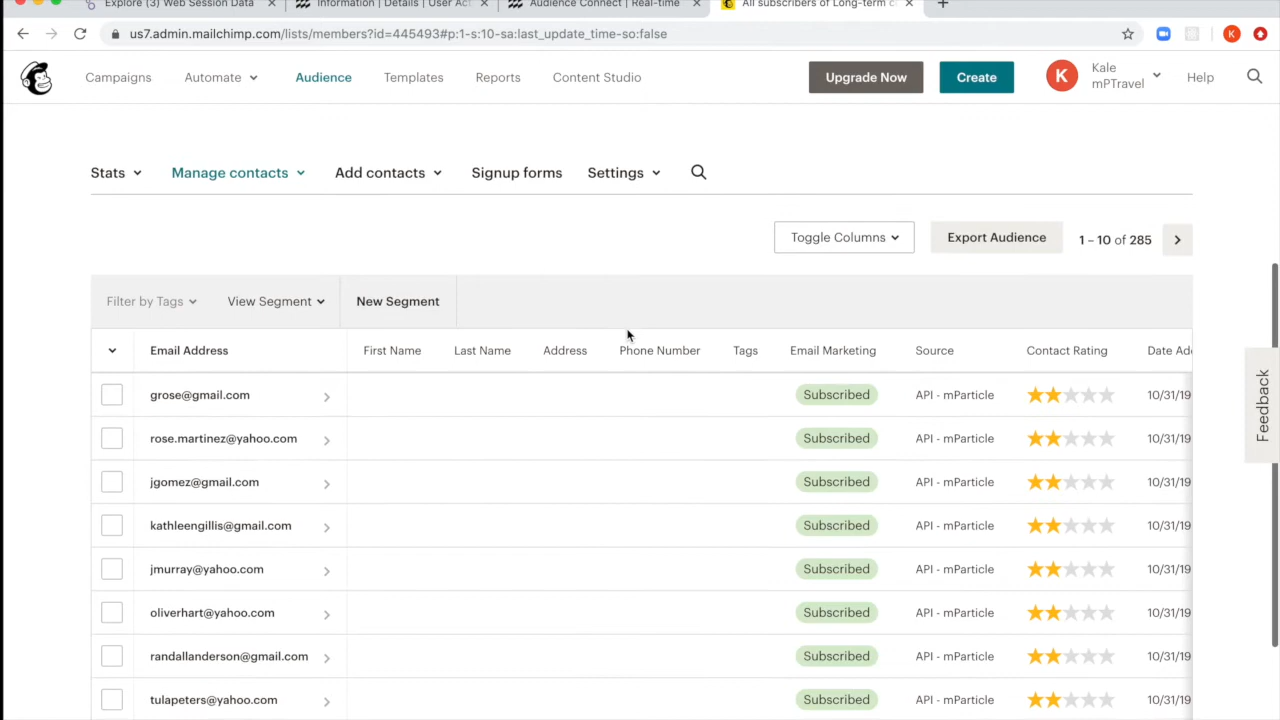 Explore (3) Web Session Data
Information | Details | User Act
Audience Connect | Real-time
All subscribers of Long-term c
us7.admin.mailchimp.com/lists/members?id=445493#p:1-s:10-sa:last_update_time-so:false
K
Campaigns Automate Audience Templates Reports Content Studio Upgrade Now Create K Kale mPTravel Help
Stats Manage contacts Add contacts Signup forms Settings
Toggle Columns Export Audience 1 – 10 of 285
Filter by Tags View Segment New Segment
Email Address First Name Last Name Address Phone Number Tags Email Marketing Source Contact Rating Date Ad
grose@gmail.com Subscribed API - mParticle 10/31/19
rose.martinez@yahoo.com Subscribed API - mParticle 10/31/19
jgomez@gmail.com Subscribed API - mParticle 10/31/19
kathleengillis@gmail.com Subscribed API - mParticle 10/31/19
jmurray@yahoo.com Subscribed API - mParticle 10/31/19
oliverhart@yahoo.com Subscribed API - mParticle 10/31/19
randallanderson@gmail.com Subscribed API - mParticle 10/31/19
tulapeters@yahoo.com Subscribed API - mParticle 10/31/19
Feedback